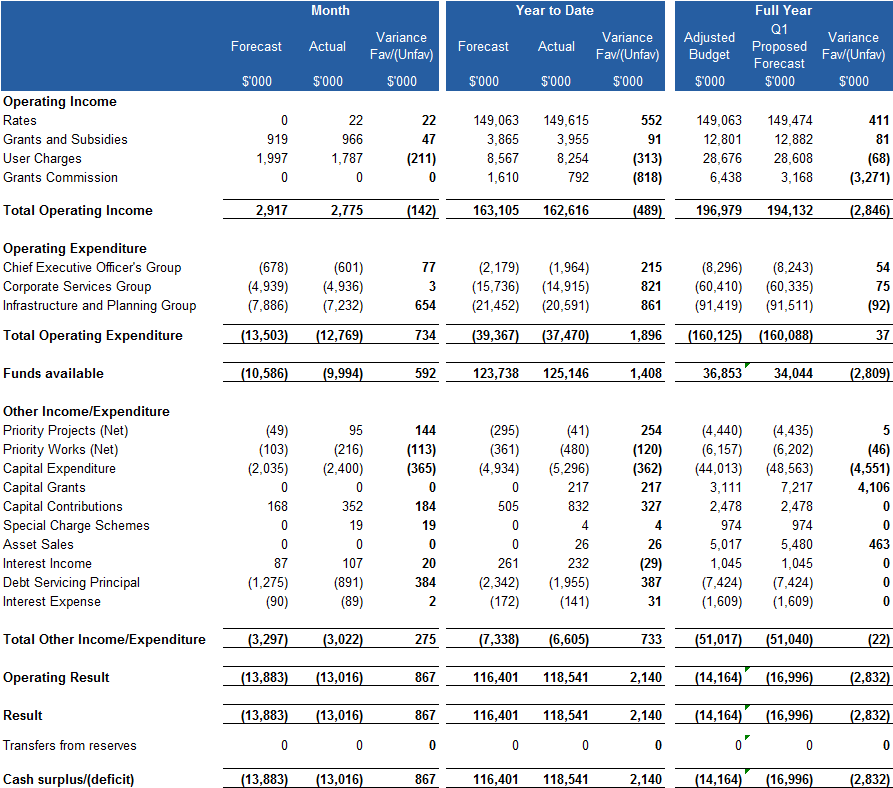 Month Year to Date Full Year
Forecast Actual Variance Fav/(Unfav) Forecast Actual Variance Fav/(Unfav) Adjusted Budget Q1 Proposed Forecast Variance Fav/(Unfav)
$'000 $'000 $'000 $'000 $'000 $'000 $'000 $'000 $'000
Operating Income
Rates 0 22 22 149,063 149,615 552 149,063 149,474 411
Grants and Subsidies 919 966 47 3,865 3,955 91 12,801 12,882 81
User Charges 1,997 1,787 (211) 8,567 8,254 (313) 28,676 28,608 (68)
Grants Commission 0 0 0 1,610 792 (818) 6,438 3,168 (3,271)
Total Operating Income 2,917 2,775 (142) 163,105 162,616 (489) 196,979 194,132 (2,846)
Operating Expenditure
Chief Executive Officer's Group (678) (601) 77 (2,179) (1,964) 215 (8,296) (8,243) 54
Corporate Services Group (4,939) (4,936) 3 (15,736) (14,915) 821 (60,410) (60,335) 75
Infrastructure and Planning Group (7,886) (7,232) 654 (21,452) (20,591) 861 (91,419) (91,511) (92)
Total Operating Expenditure (13,503) (12,769) 734 (39,367) (37,470) 1,896 (160,125) (160,088) 37
Funds available (10,586) (9,994) 592 123,738 125,146 1,408 36,853 34,044 (2,809)
Other Income/Expenditure
Priority Projects (Net) (49) 95 144 (295) (41) 254 (4,440) (4,435) 5
Priority Works (Net) (103) (216) (113) (361) (480) (120) (6,157) (6,202) (46)
Capital Expenditure (2,035) (2,400) (365) (4,934) (5,296) (362) (44,013) (48,563) (4,551)
Capital Grants 0 0 0 0 217 217 3,111 7,217 4,106
Capital Contributions 168 352 184 505 832 327 2,478 2,478 0
Special Charge Schemes 0 19 19 0 4 4 974 974 0
Asset Sales 0 0 0 0 26 26 5,017 5,480 463
Interest Income 87 107 20 261 232 (29) 1,045 1,045 0
Debt Servicing Principal (1,275) (891) 384 (2,342) (1,955) 387 (7,424) (7,424) 0
Interest Expense (90) (89) 2 (172) (141) 31 (1,609) (1,609) 0
Total Other Income/Expenditure (3,297) (3,022) 275 (7,338) (6,605) 733 (51,017) (51,040) (22)
Operating Result (13,883) (13,016) 867 116,401 118,541 2,140 (14,164) (16,996) (2,832)
Result (13,883) (13,016) 867 116,401 118,541 2,140 (14,164) (16,996) (2,832)
Transfers from reserves 0 0 0 0 0 0 0 0 0
Cash surplus/(deficit) (13,883) (13,016) 867 116,401 118,541 2,140 (14,164) (16,996) (2,832)